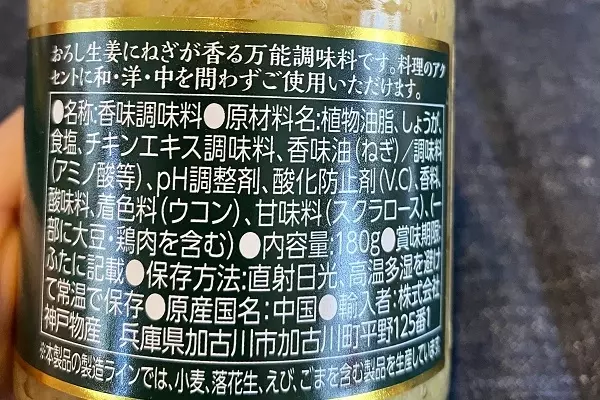 おろし生姜にねぎが香る万能調味料です。料理のアク
セントに和・洋・中を問わずご使用いただけます。
●名称:香味調味料●原材料名:植物油脂、しょうが、
食塩、チキンエキス調味料、香味油(ねぎ)/調味料
(アミノ酸等)、pH調整剤、酸化防止剤(V.C)、香料、
酸味料、着色料(ウコン)、甘味料(スクラロース)、(一
部に大豆・鶏肉を含む)●内容量:180g●賞味期限:
ふたに記載●保存方法:直射日光、高温多湿を避け
て常温で保存●原産国名:中国●輸入者:株式会社
神戸物産 兵庫県加古川市加古川町平野125番1
※本製品の製造ラインでは、小麦、落花生、えび、ごまを含む製品を生産しています。